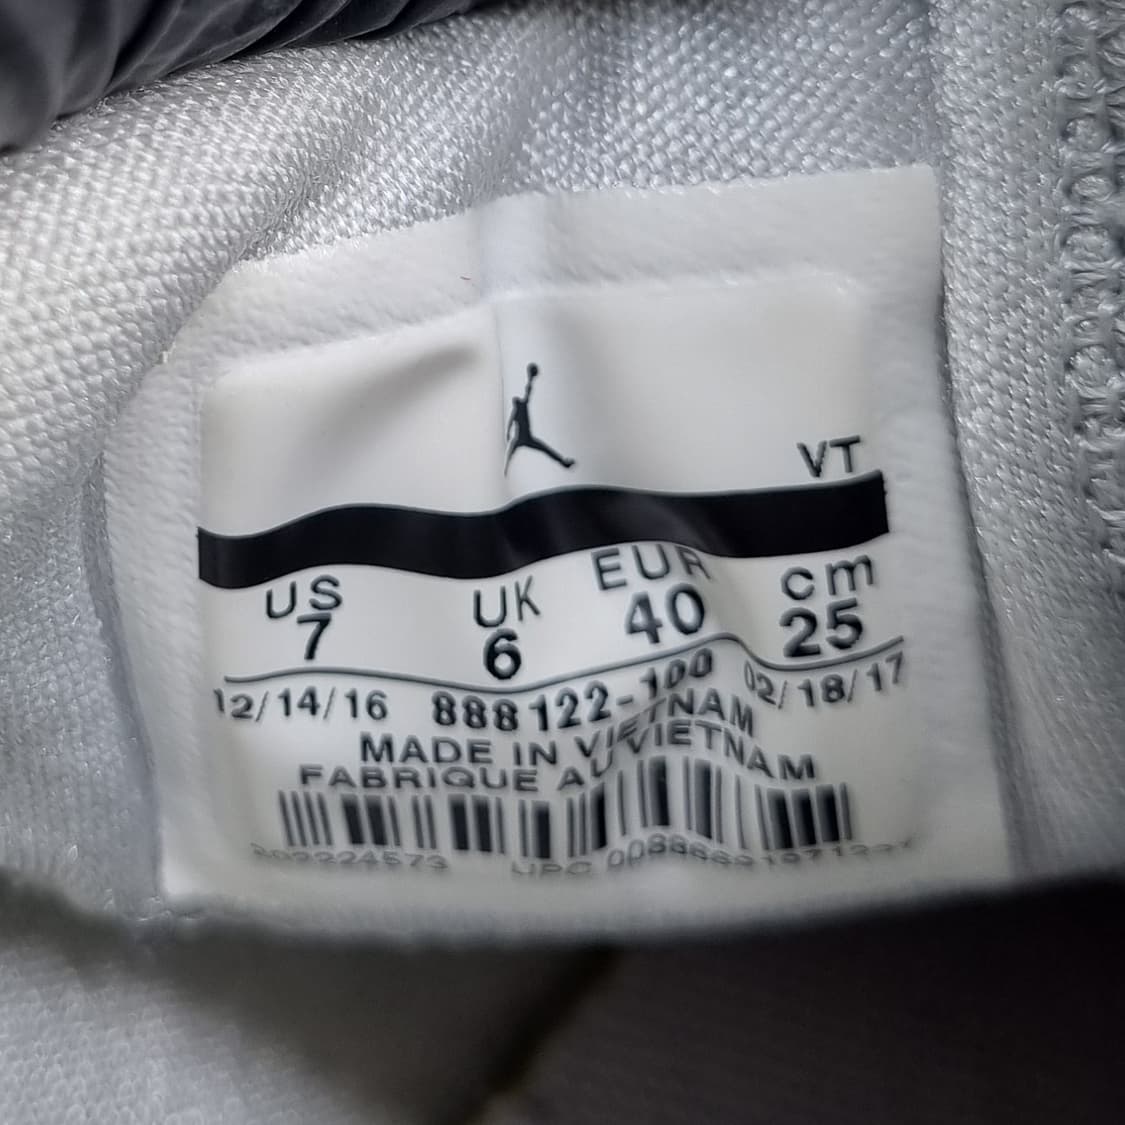 VT
US UK EUR cm
7 6 40 25
12/14/16 888122-100 02/18/17
MADE IN VIETNAM
FABRIQUE AU VIETNAM
UPC